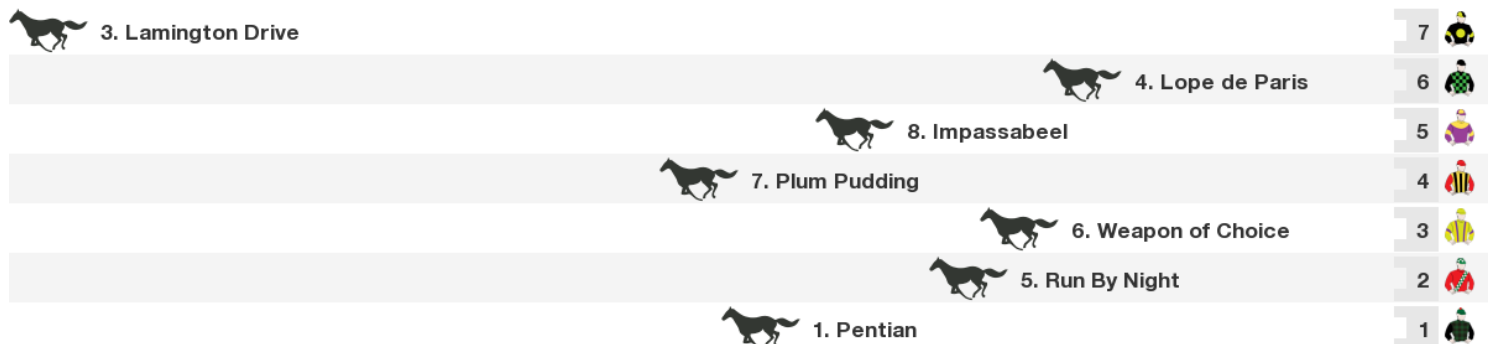 3. Lamington Drive 7
4. Lope de Paris 6
8. Impassabeel 5
7. Plum Pudding 4
6. Weapon of Choice 3
5. Run By Night 2
1. Pentian 1